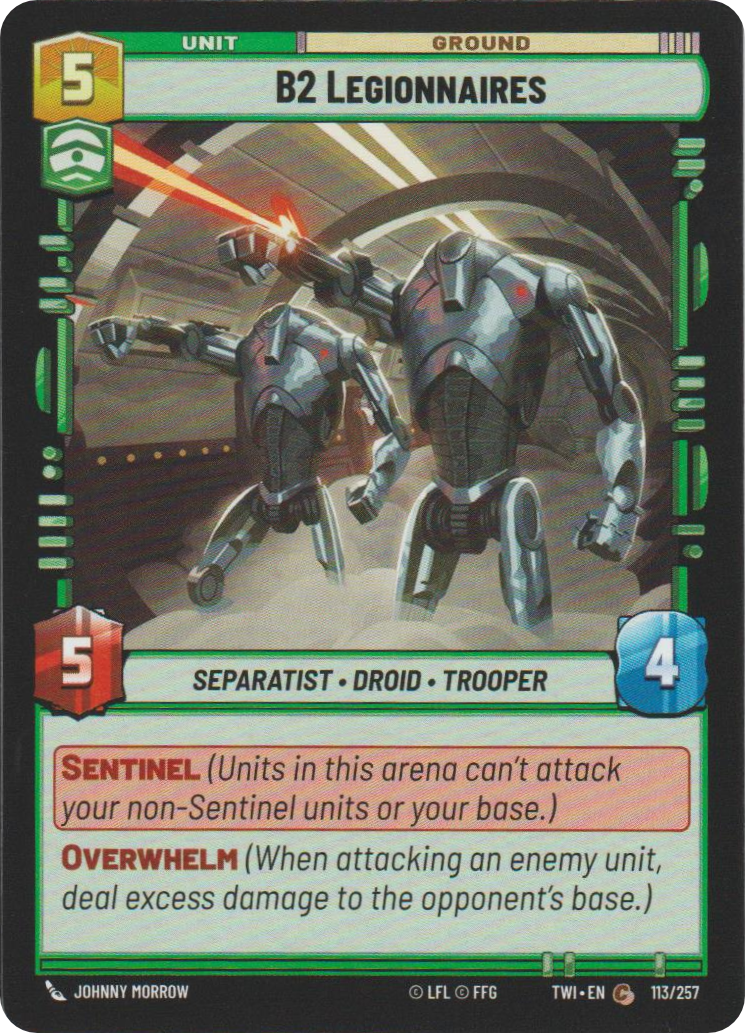 UNIT
GROUND
5
B2 LEGIONNAIRES
5
SEPARATIST • DROID • TROOPER
4
SENTINEL (Units in this arena can't attack
your non-Sentinel units or your base.)
OVERWHELM (When attacking an enemy unit,
deal excess damage to the opponent's base.)
JOHNNY MORROW
© LFL © FFG
TWI • EN C 113/257